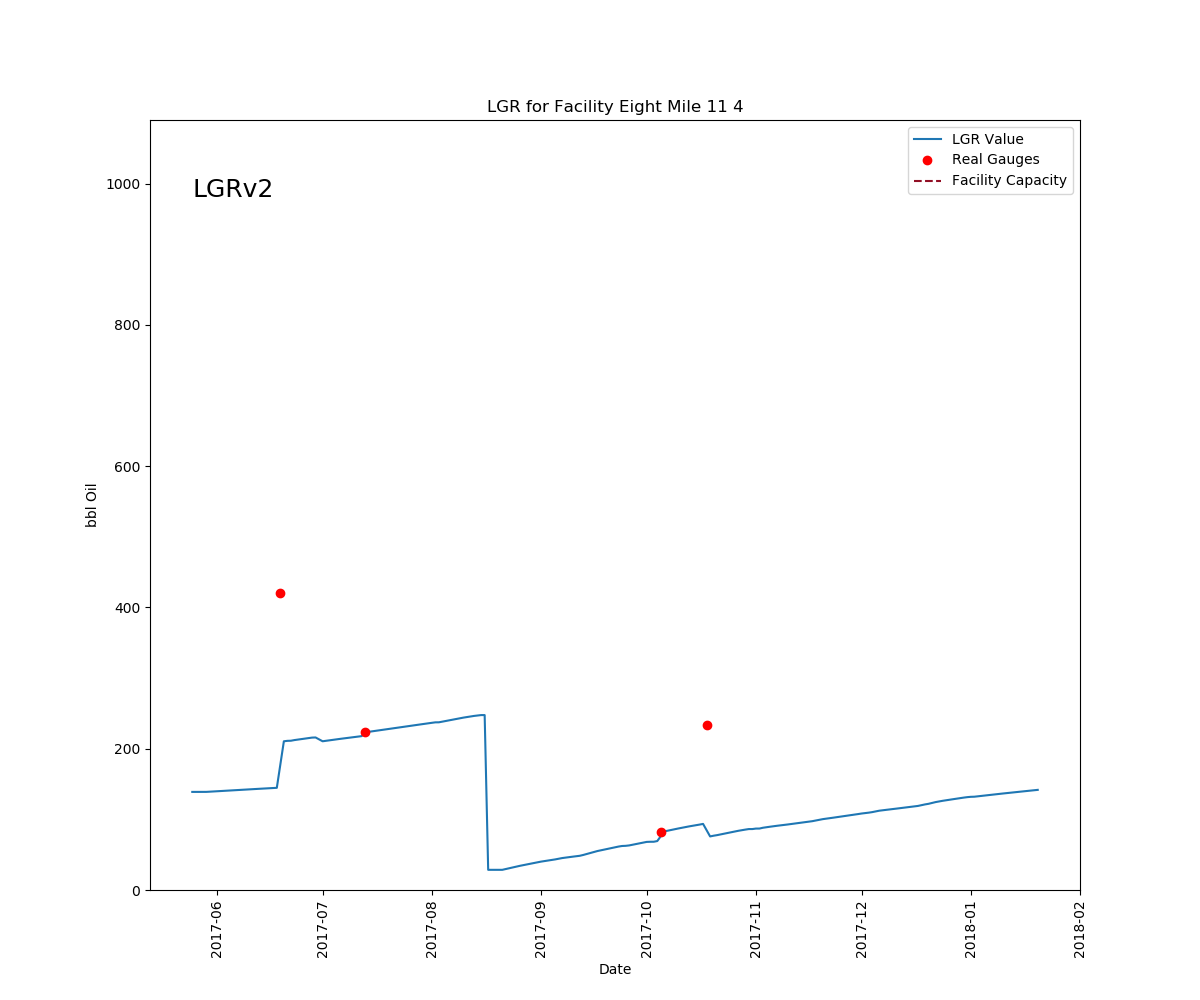 LGR for Facility Eight Mile 11 4
LGRv2
LGR Value
Real Gauges
Facility Capacity
1000
800
600
400
200
0
bbl Oil
2017-06
2017-07
2017-08
2017-09
2017-10
2017-11
2017-12
2018-01
2018-02
Date